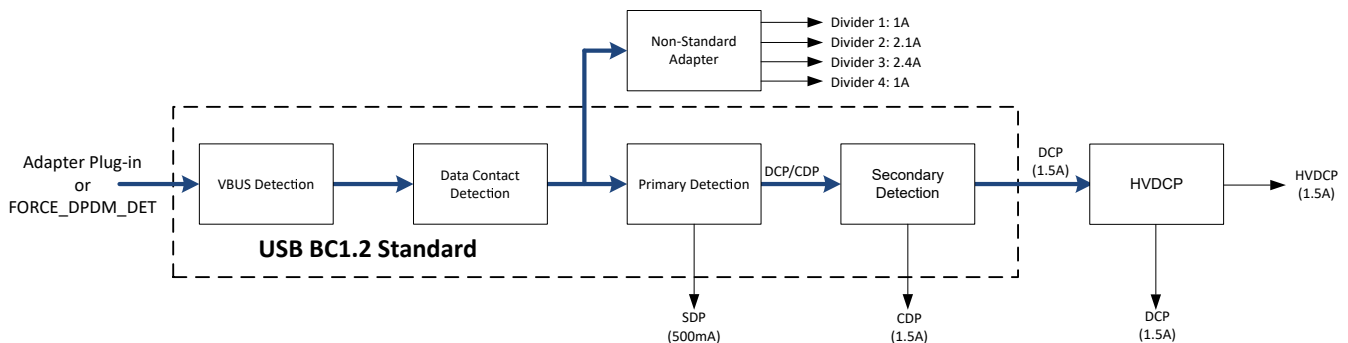 Non-Standard
Adapter
Divider 1: 1A
Divider 2: 2.1A
Divider 3: 2.4A
Divider 4: 1A
Adapter Plug-in
or
FORCE_DPDM_DET
VBUS Detection
Data Contact
Detection
Primary Detection
DCP/CDP
Secondary
Detection
DCP
(1.5A)
HVDCP
HVDCP
(1.5A)
USB BC1.2 Standard
SDP
(500mA)
CDP
(1.5A)
DCP
(1.5A)